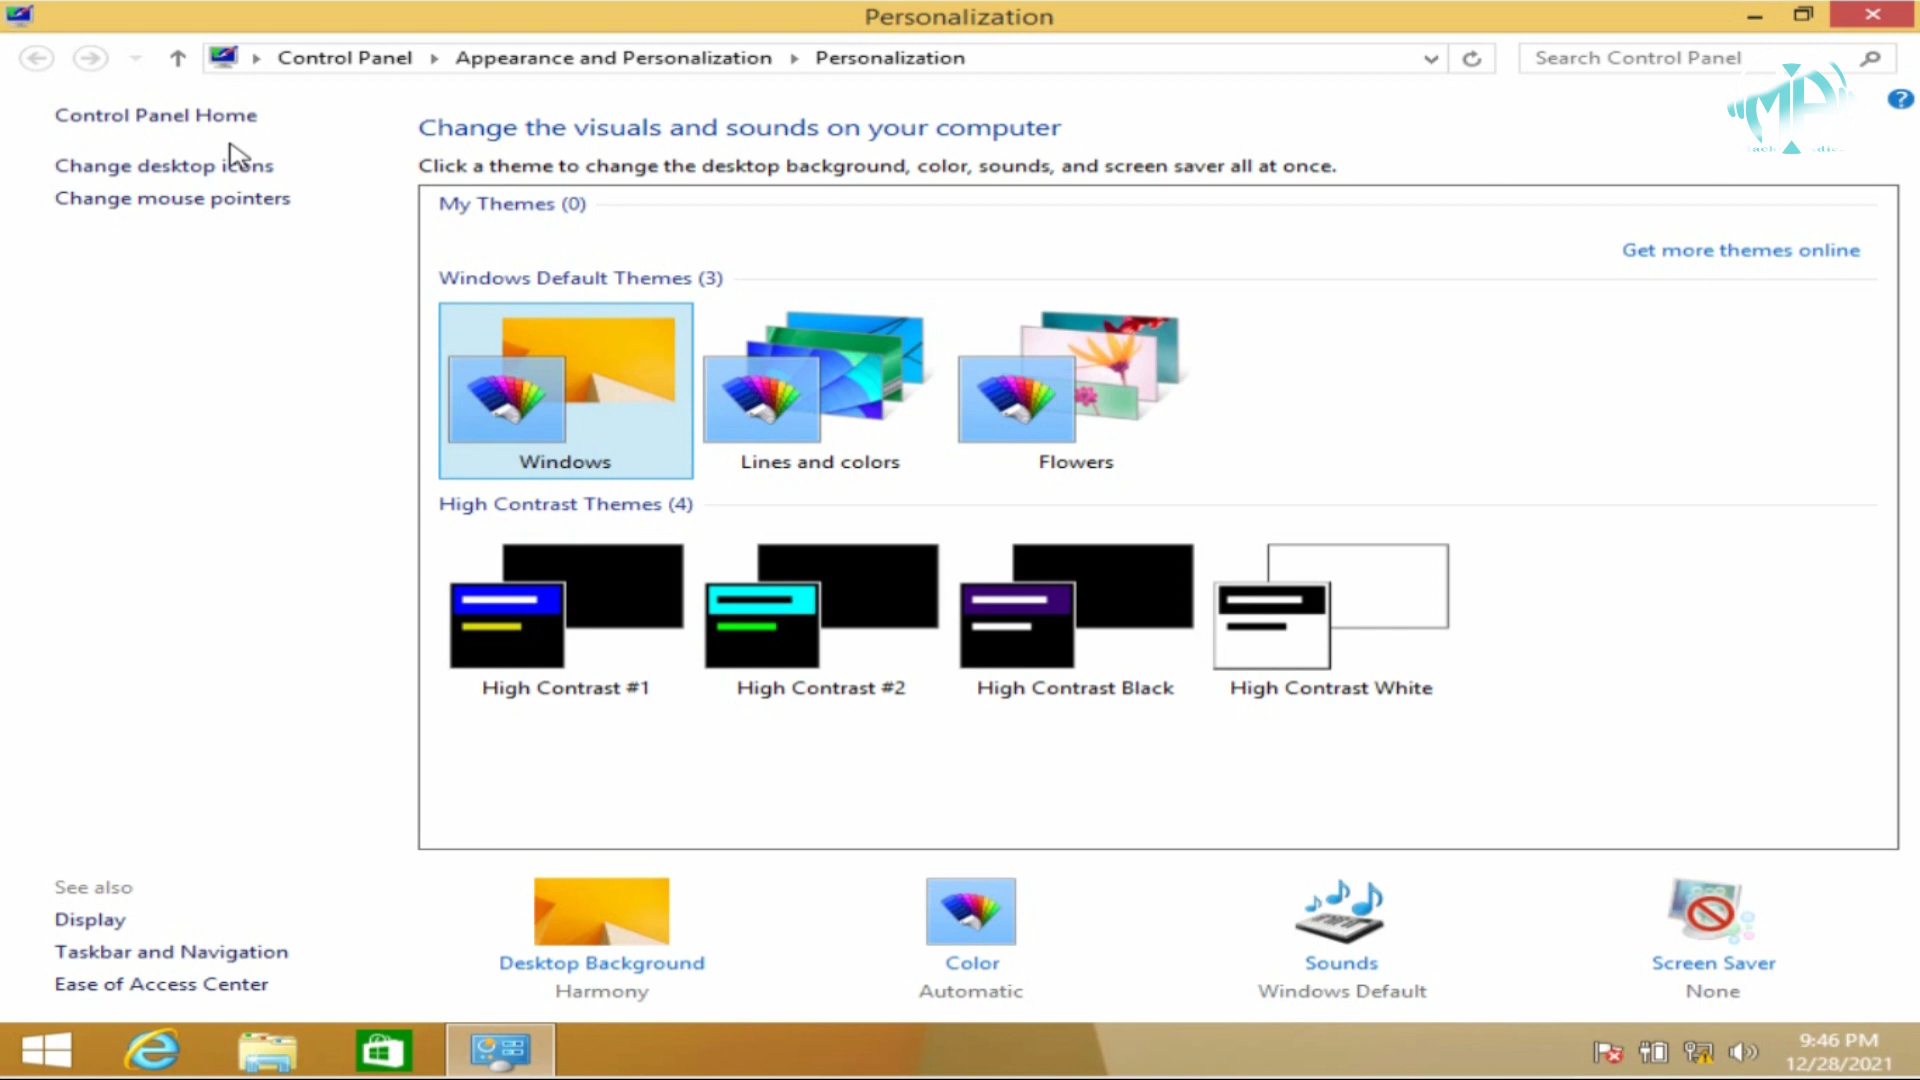 Personalization
Control Panel
Appearance and Personalization
Personalization
Search Control Panel
Control Panel Home
Change desktop icons
Change mouse pointers
Change the visuals and sounds on your computer
Click a theme to change the desktop background, color, sounds, and screen saver all at once.
My Themes (0)
Get more themes online
Windows Default Themes (3)
Windows
Lines and colors
Flowers
High Contrast Themes (4)
High Contrast #1
High Contrast #2
High Contrast Black
High Contrast White
See also
Display
Taskbar and Navigation
Ease of Access Center
Desktop Background
Harmony
Color
Automatic
Sounds
Windows Default
Screen Saver
None
9:46 PM
12/28/2021